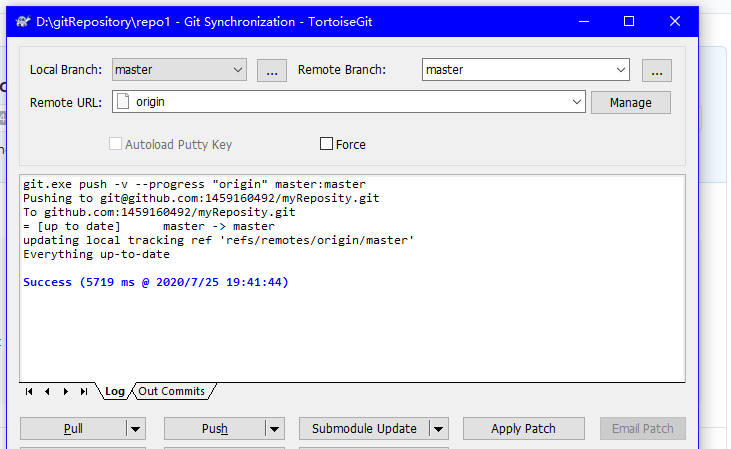 D:\gitRepository\repo1 - Git Synchronization - TortoiseGit
Local Branch: master ... Remote Branch: master ...
Remote URL: origin Manage
Autoload Putty Key Force
git.exe push -v --progress "origin" master:master
Pushing to git@github.com:1459160492/myReposity.git
To github.com:1459160492/myReposity.git
= [up to date]      master -> master
updating local tracking ref 'refs/remotes/origin/master'
Everything up-to-date
Success (5719 ms @ 2020/7/25 19:41:44)
Log Out Commits
Pull Push Submodule Update Apply Patch Email Patch